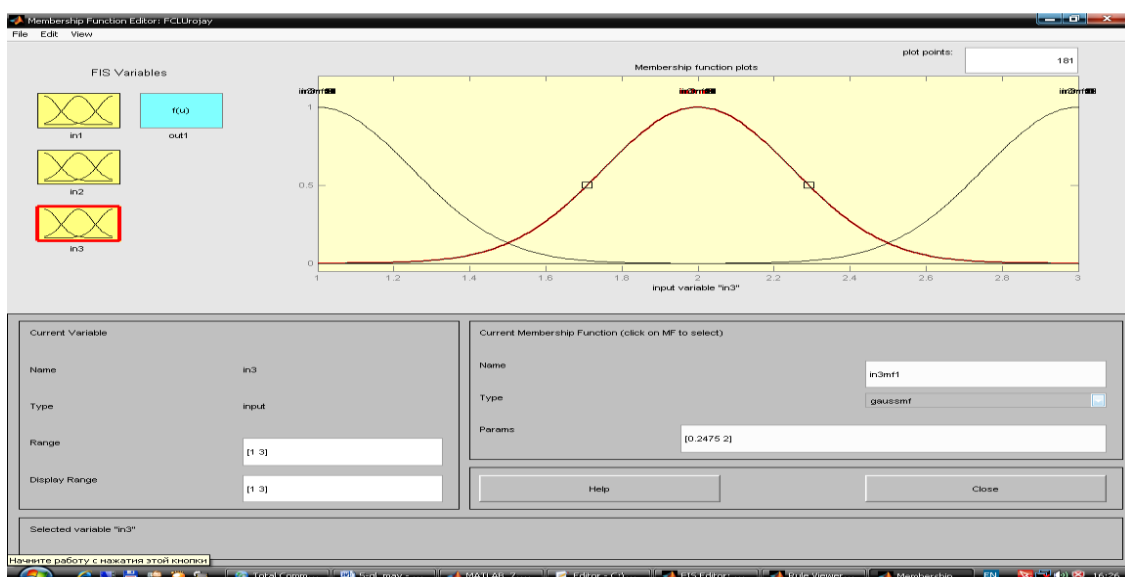 Membership Function Editor: FCLUrojay
File Edit View
FIS Variables
in1
f(u)
out1
in2
in3
plot points:
181
Membership function plots
1
0.5
0
1 1.2 1.4 1.6 1.8 2 2.2 2.4 2.6 2.8 3
input variable "in3"
Current Variable
Name in3
Type input
Range [1 3]
Display Range [1 3]
Current Membership Function (click on MF to select)
Name in3mf1
Type gaussmf
Params [0.2475 2]
Help Close
Selected variable "in3"
Начните работу с нажатия этой кнопки
Total Comm... MATLAB 7... Editor - C:\... FIS Editor: ... Rule Viewer... Membership... EN 16:26